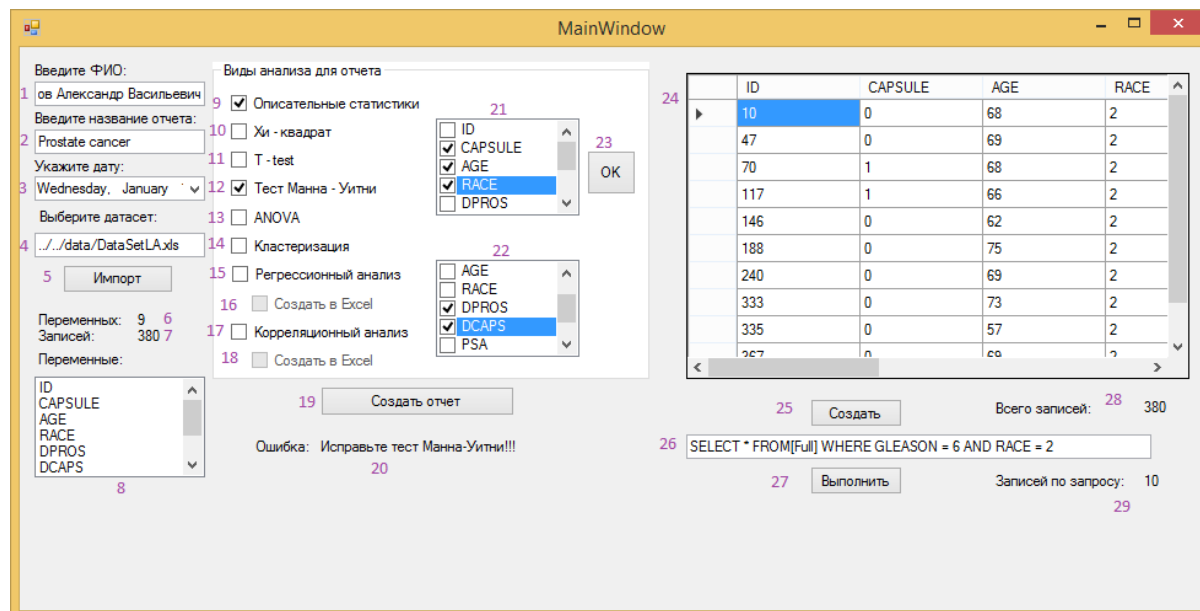 MainWindow
Введите ФИО:
1 ов Александр Васильевич
Введите название отчета:
2 Prostate cancer
Укажите дату:
3 Wednesday, January
Выберите датасет:
4 ../../data/DataSetLA.xls
5 Импорт
Переменных: 9 6
Записей: 380 7
Переменные:
ID
CAPSULE
AGE
RACE
DPROS
DCAPS
8
Виды анализа для отчета
9 Описательные статистики
10 Хи - квадрат
11 T - test
12 Тест Манна - Уитни
13 ANOVA
14 Кластеризация
15 Регрессионный анализ
16 Создать в Excel
17 Корреляционный анализ
18 Создать в Excel
21
ID
CAPSULE
AGE
RACE
DPROS
22
AGE
RACE
DPROS
DCAPS
PSA
23
OK
19 Создать отчет
Ошибка: Исправьте тест Манна-Уитни!!!
20
24
ID CAPSULE AGE RACE
10 0 68 2
47 0 69 2
70 1 68 2
117 1 66 2
146 0 62 2
188 0 75 2
240 0 69 2
333 0 73 2
335 0 57 2
367 0 69 2
25 Создать
Всего записей: 28 380
26 SELECT * FROM[Full] WHERE GLEASON = 6 AND RACE = 2
27 Выполнить
Записей по запросу: 10
29